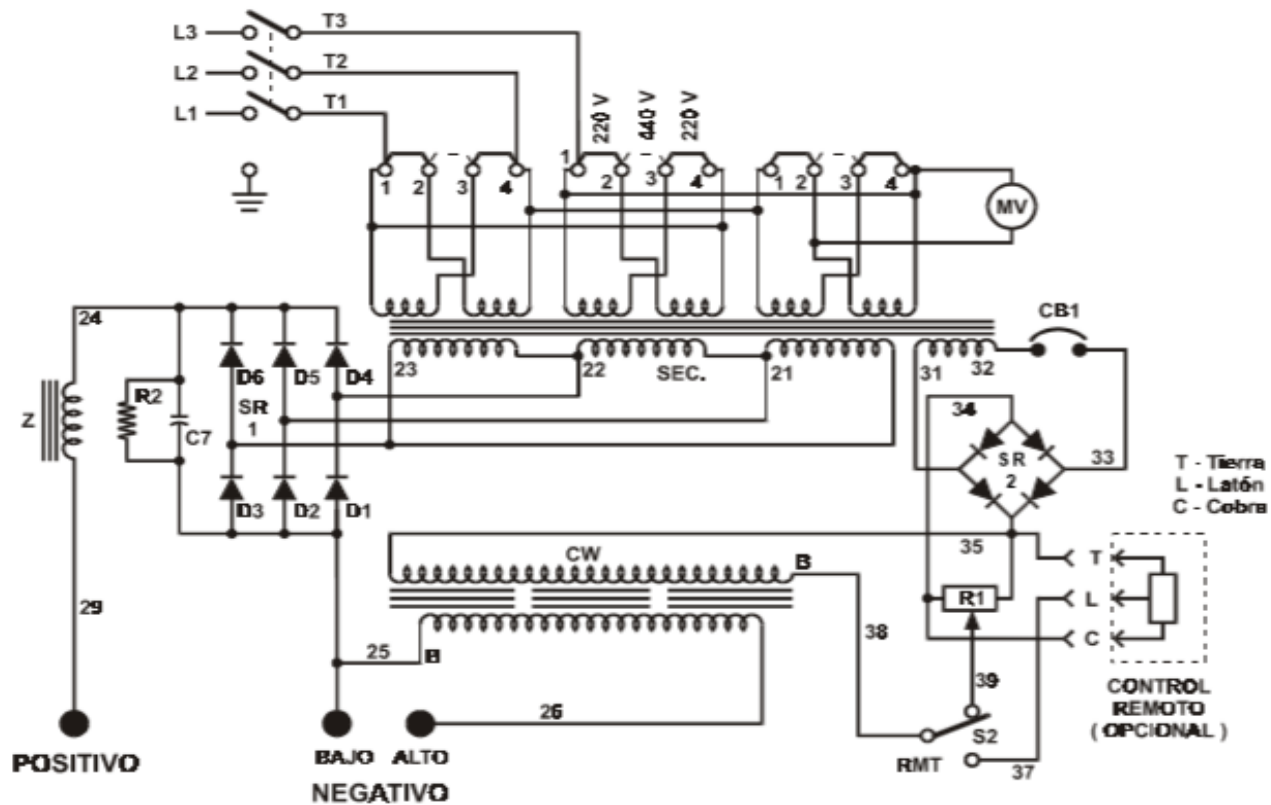 L3
T3
L2
T2
L1
T1
220 V
440 V
220 V
1
2
3
4
1
2
3
4
1
2
3
4
MV
24
CB1
Z
R2
C7
D6
D5
D4
SR
1
D3
D2
D1
23
22
SEC.
21
31
32
34
SR
2
33
T - Tierra
L - Latón
C - Cobre
CW
B
35
T
L
C
R1
29
25
B
38
39
26
S2
RMT
37
CONTROL
REMOTO
( OPCIONAL )
POSITIVO
BAJO
ALTO
NEGATIVO